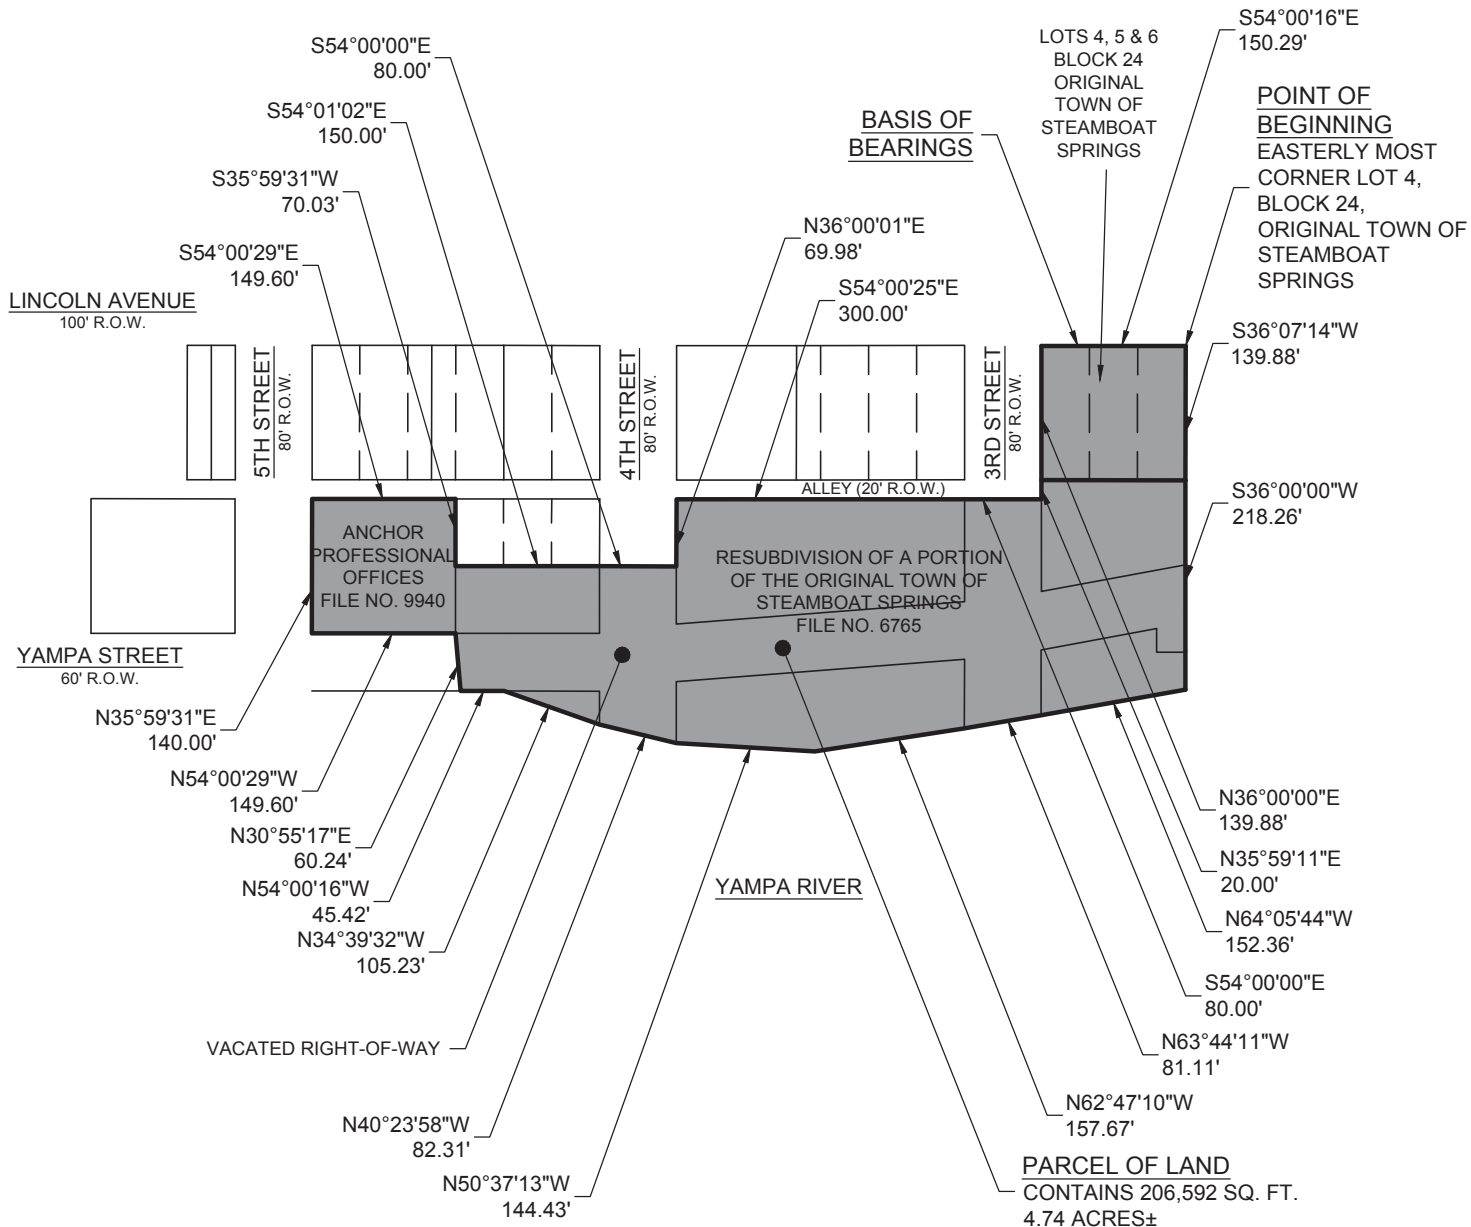 S54°00'00"E
80.00'
S54°01'02"E
150.00'
S35°59'31"W
70.03'
S54°00'29"E
149.60'
LINCOLN AVENUE
100' R.O.W.
LOTS 4, 5 & 6
BLOCK 24
ORIGINAL
TOWN OF
STEAMBOAT
SPRINGS
S54°00'16"E
150.29'
BASIS OF
BEARINGS
POINT OF
BEGINNING
EASTERLY MOST
CORNER LOT 4,
BLOCK 24,
ORIGINAL TOWN OF
STEAMBOAT
SPRINGS
N36°00'01"E
69.98'
S54°00'25"E
300.00'
S36°07'14"W
139.88'
5TH STREET
80' R.O.W.
4TH STREET
80' R.O.W.
3RD STREET
80' R.O.W.
ALLEY (20' R.O.W.)
S36°00'00"W
218.26'
ANCHOR
PROFESSIONAL
OFFICES
FILE NO. 9940
RESUBDIVISION OF A PORTION
OF THE ORIGINAL TOWN OF
STEAMBOAT SPRINGS
FILE NO. 6765
YAMPA STREET
60' R.O.W.
N35°59'31"E
140.00'
N54°00'29"W
149.60'
N30°55'17"E
60.24'
N54°00'16"W
45.42'
N34°39'32"W
105.23'
VACATED RIGHT-OF-WAY
N40°23'58"W
82.31'
N50°37'13"W
144.43'
YAMPA RIVER
N36°00'00"E
139.88'
N35°59'11"E
20.00'
N64°05'44"W
152.36'
S54°00'00"E
80.00'
N63°44'11"W
81.11'
N62°47'10"W
157.67'
PARCEL OF LAND
CONTAINS 206,592 SQ. FT.
4.74 ACRES±